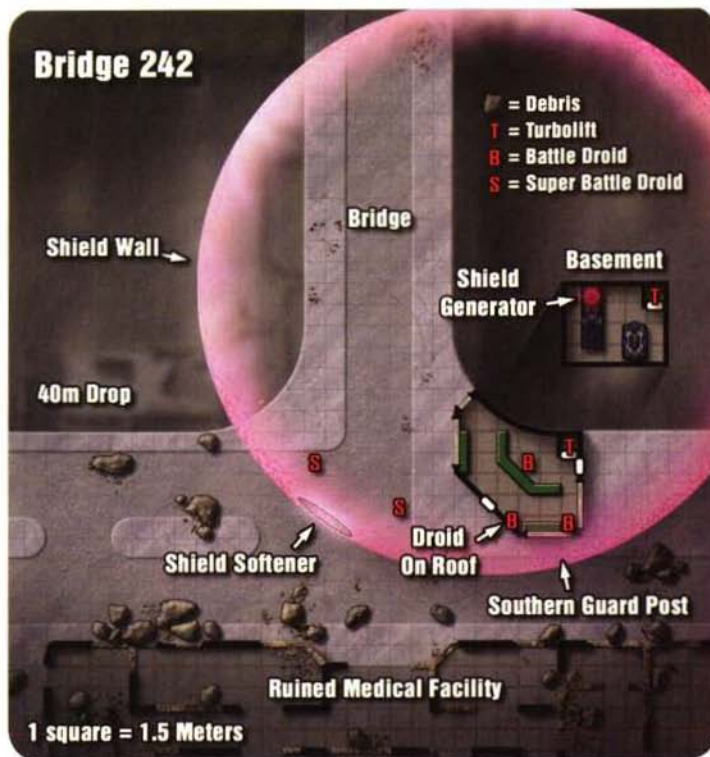 Bridge 242
= Debris
T = Turbolift
B = Battle Droid
S = Super Battle Droid
Bridge
Shield Wall
Basement
Shield
Generator
T
40m Drop
S
B
T
S
B
B
Droid
On Roof
Shield Softener
Southern Guard Post
Ruined Medical Facility
1 square = 1.5 Meters